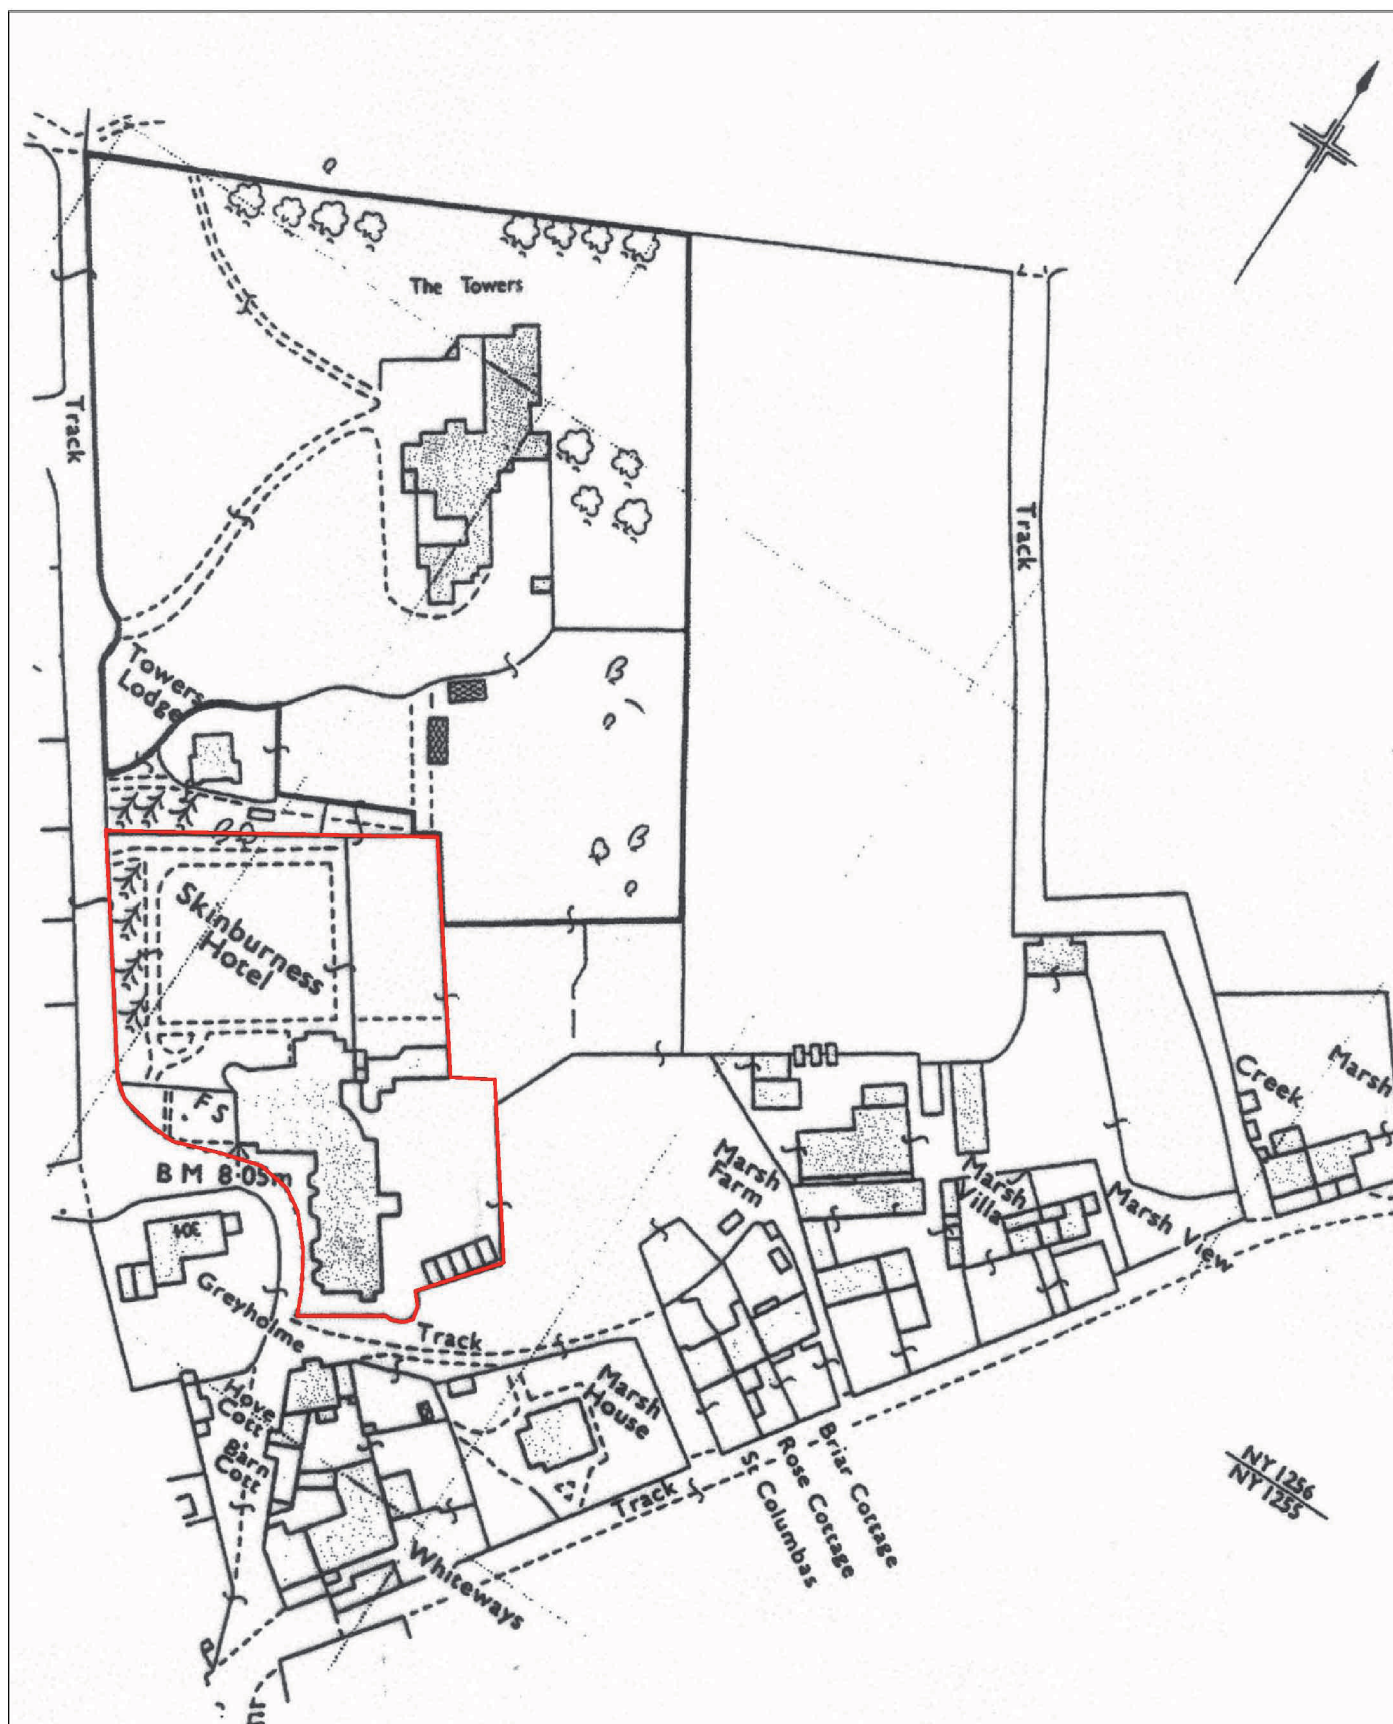 The Towers
Track
Track
Towers
Lodge
Skinburness
Hotel
Creek
Marsh
F S
B M 8·05m
Marsh
Farm
Marsh
Villa
Marsh View
Greyholme
Track
Hove
Cott
Barn
Cott
Marsh
House
Briar Cottage
Rose Cottage
St Columbas
Track
NY 1256
NY 1255
Whiteways